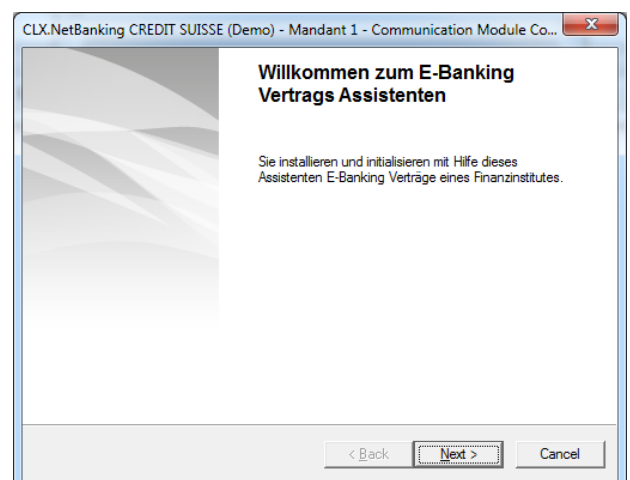 CLX.NetBanking CREDIT SUISSE (Demo) - Mandant 1 - Communication Module Co...
Willkommen zum E-Banking
Vertrags Assistenten
Sie installieren und initialisieren mit Hilfe dieses
Assistenten E-Banking Verträge eines Finanzinstitutes.
< Back Next > Cancel